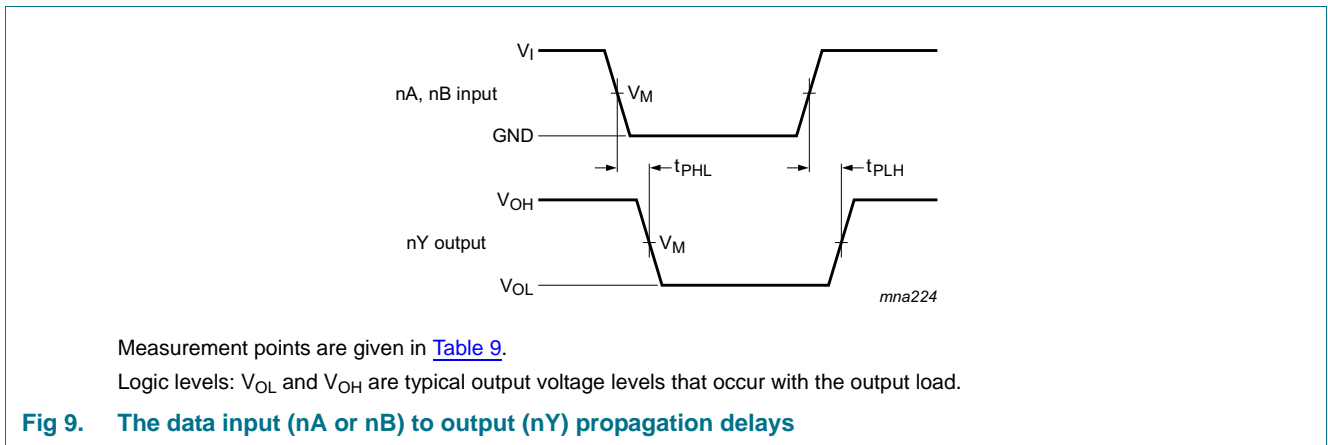 VI
nA, nB input
VM
GND
tPHL
tPLH
VOH
nY output
VM
VOL
mna224
Measurement points are given in Table 9.
Logic levels: VOL and VOH are typical output voltage levels that occur with the output load.
Fig 9. The data input (nA or nB) to output (nY) propagation delays